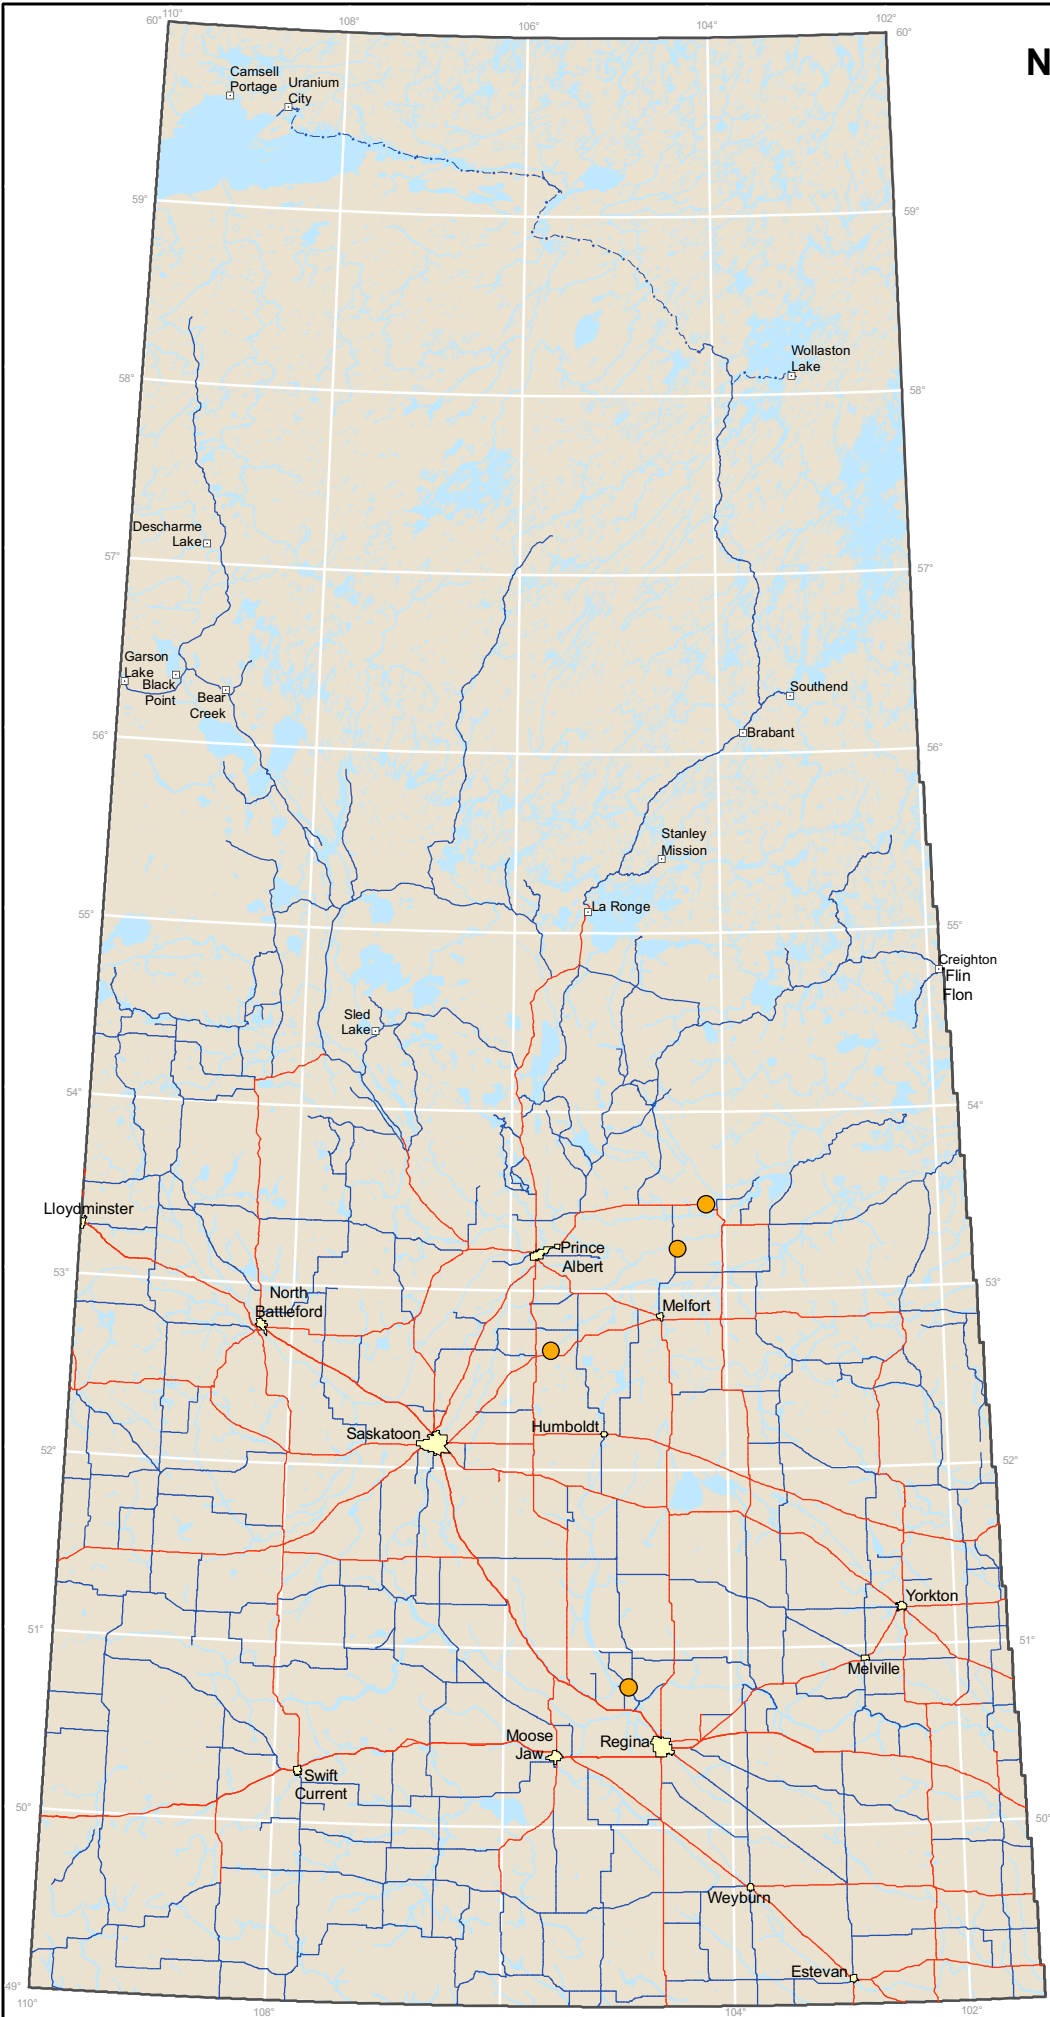 110°
108°
106°
104°
102°
60°
60°
N
Camsell
Portage
Uranium
City
59°
59°
Wollaston
Lake
58°
58°
Descharme
Lake
57°
57°
Garson
Lake
Black
Point
Bear
Creek
Southend
Brabant
56°
56°
Stanley
Mission
La Ronge
55°
55°
Creighton
Flin
Flon
Sled
Lake
54°
54°
Lloydminster
Prince
Albert
53°
53°
North
Battleford
Melfort
Saskatoon
Humboldt
52°
52°
Yorkton
51°
51°
Melville
Moose
Jaw
Regina
Swift
Current
50°
50°
Weyburn
Estevan
49°
110°
108°
106°
104°
102°